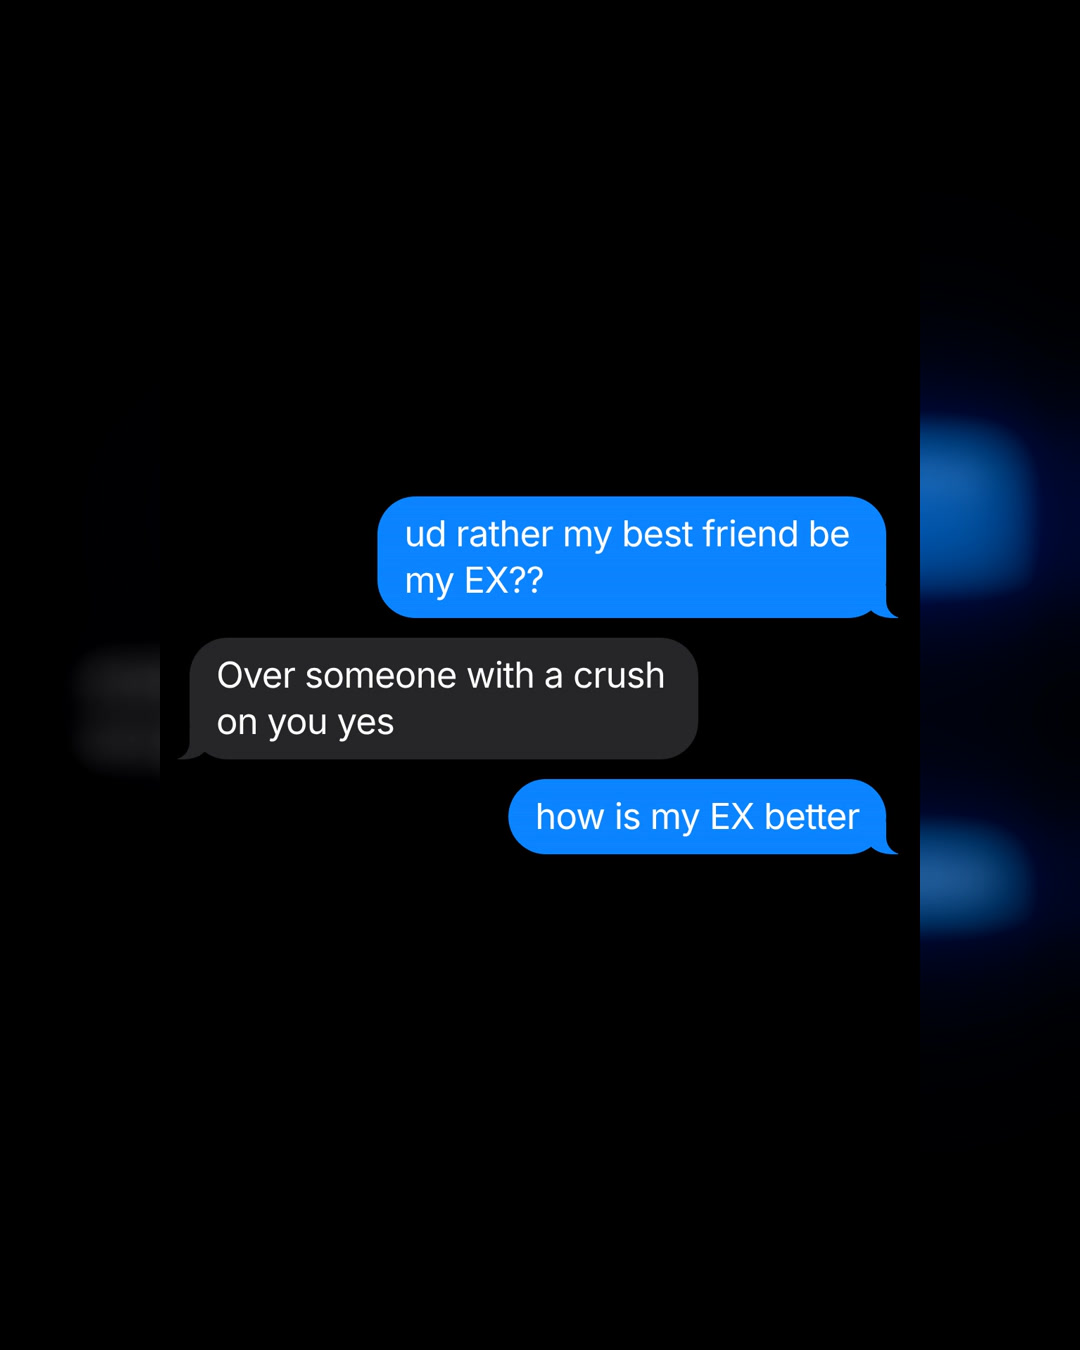 ud rather my best friend be
my EX??
Over someone with a crush
on you yes
how is my EX better